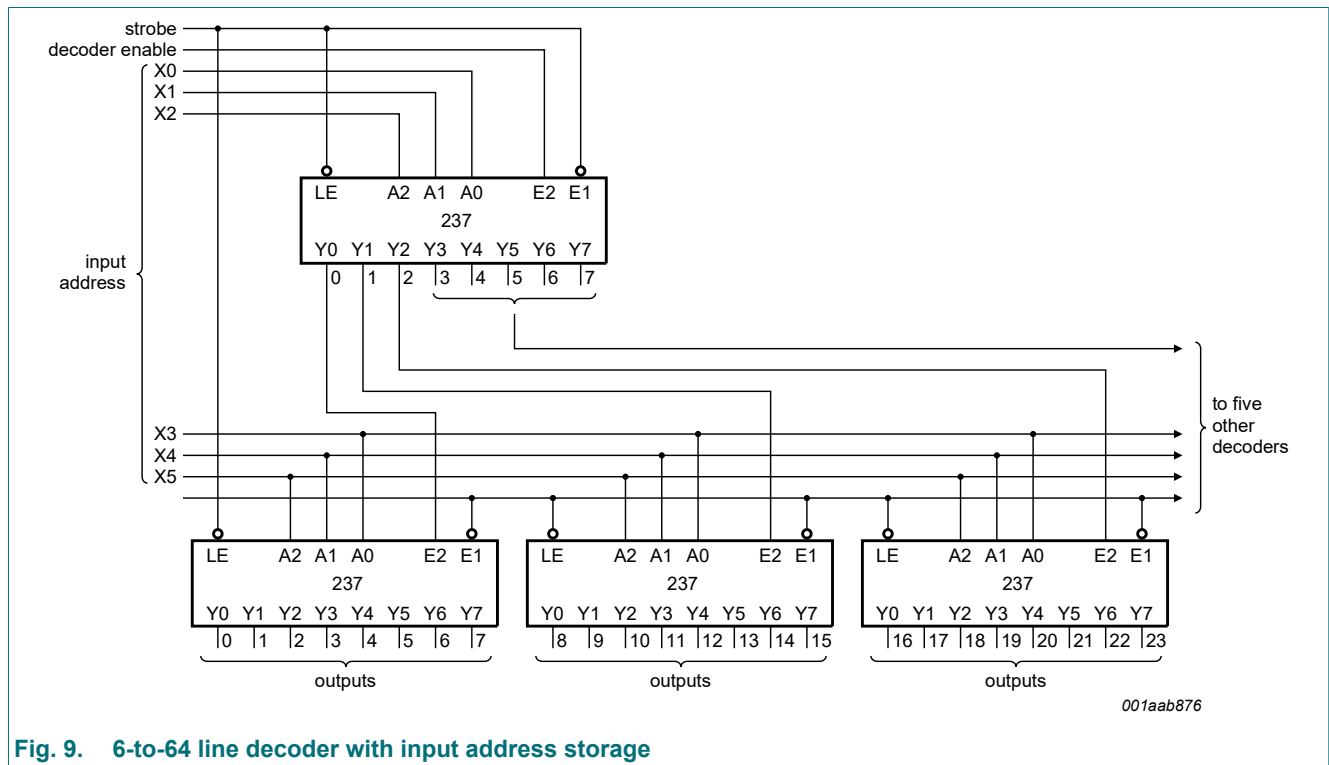 strobe
decoder enable
X0
X1
X2
LE A2 A1 A0 E2 E1
237
Y0 Y1 Y2 Y3 Y4 Y5 Y6 Y7
0 1 2 3 4 5 6 7
input
address
to five
other
decoders
X3
X4
X5
LE A2 A1 A0 E2 E1 LE A2 A1 A0 E2 E1 LE A2 A1 A0 E2 E1
237 237 237
Y0 Y1 Y2 Y3 Y4 Y5 Y6 Y7 Y0 Y1 Y2 Y3 Y4 Y5 Y6 Y7 Y0 Y1 Y2 Y3 Y4 Y5 Y6 Y7
0 1 2 3 4 5 6 7 8 9 10 11 12 13 14 15 16 17 18 19 20 21 22 23
outputs outputs outputs
001aab876
Fig. 9. 6-to-64 line decoder with input address storage